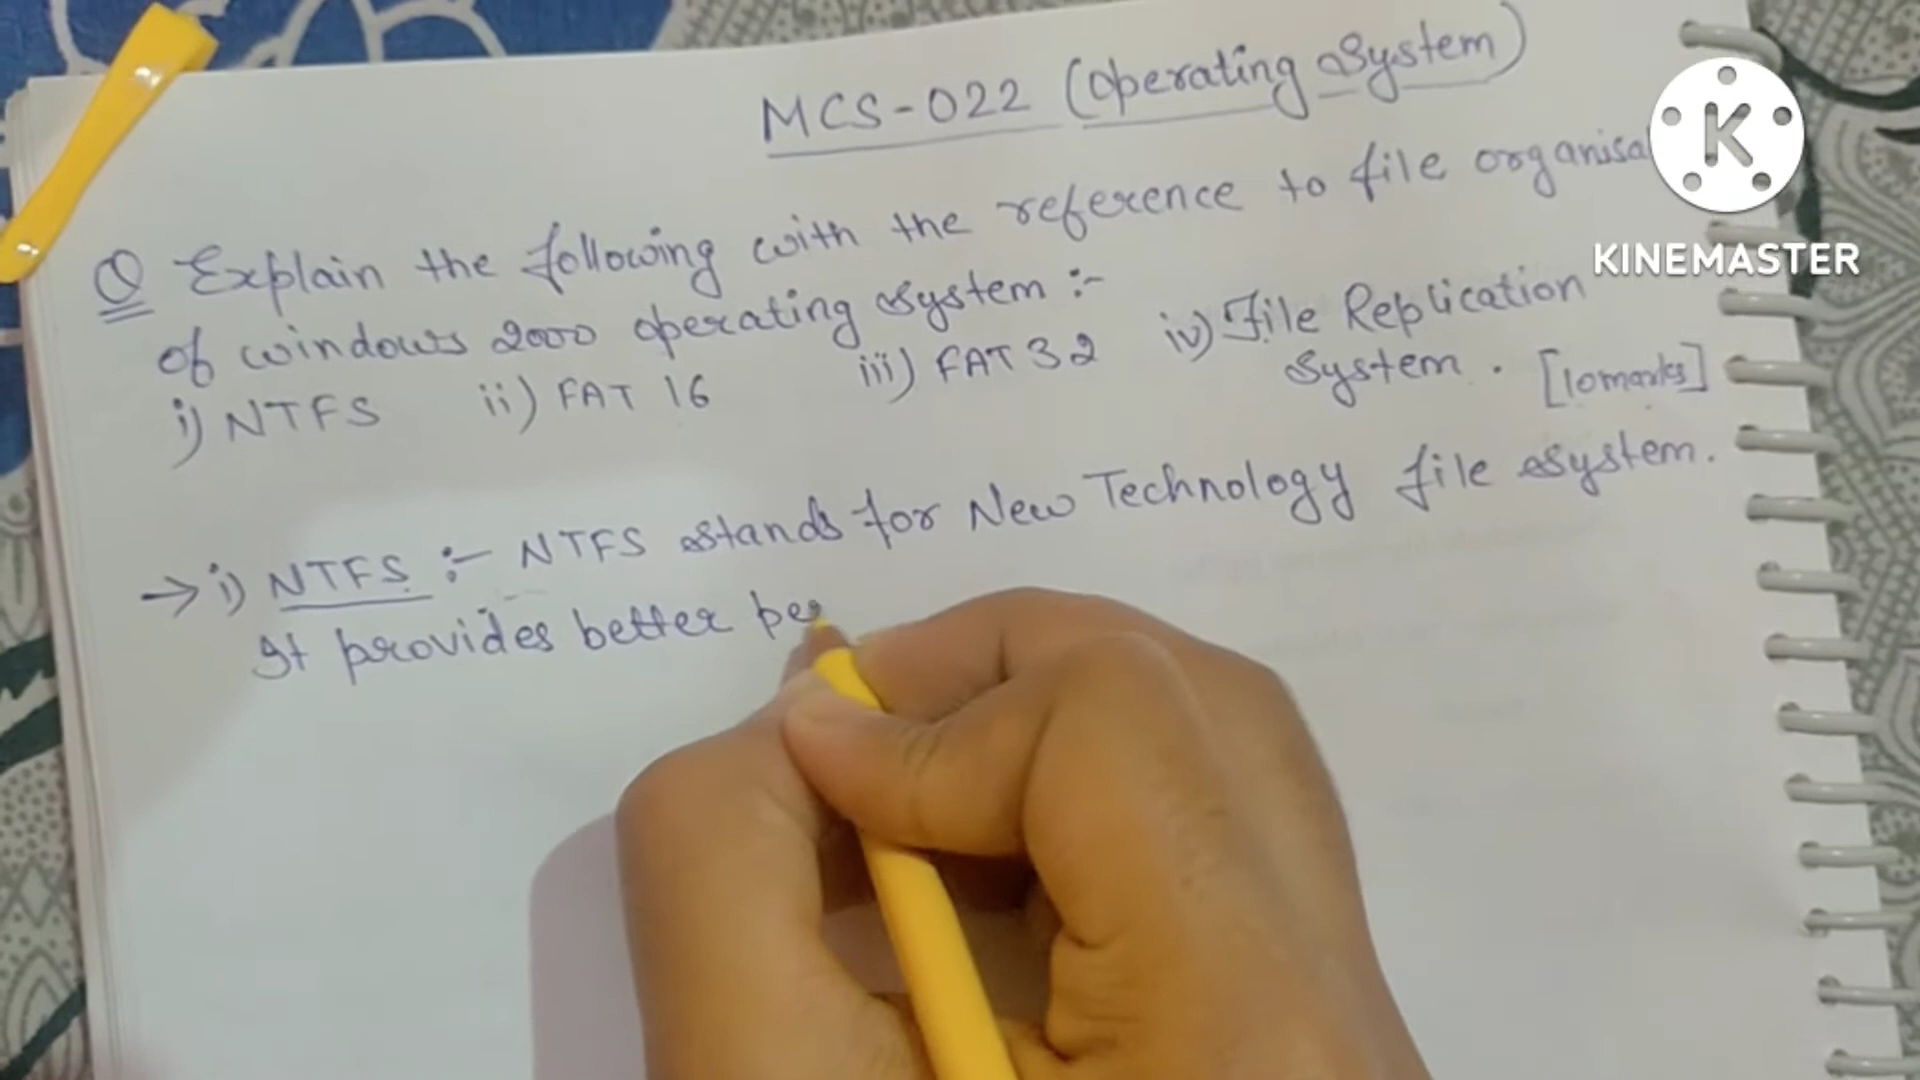 MCS-022 (Operating System)
Q Explain the following with the reference to file organisa
of windows 2000 operating system :-
i) NTFS ii) FAT 16 iii) FAT 32 iv) File Replication
System. [10marks]
→ i) NTFS :- NTFS stands for New Technology file system.
It provides better per
K
KINEMASTER